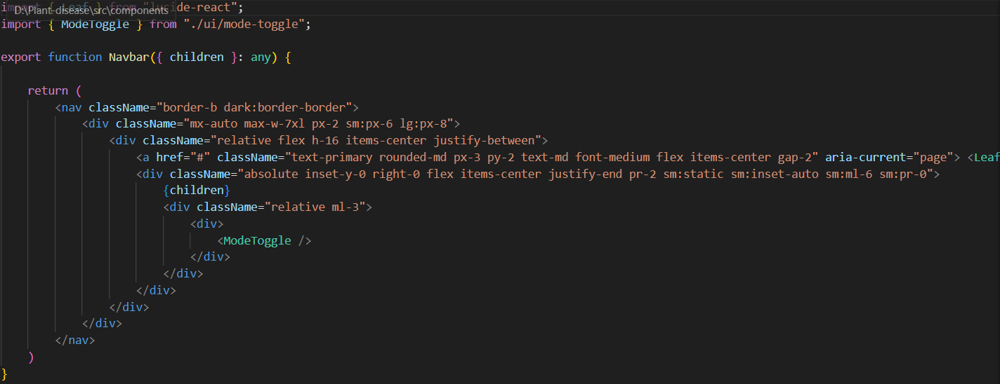 import { Leaf } from "lucide-react";
D:\Plant-disease\src\components
import { ModeToggle } from "./ui/mode-toggle";
export function Navbar({ children }: any) {
return (
<nav className="border-b dark:border-border">
<div className="mx-auto max-w-7xl px-2 sm:px-6 lg:px-8">
<div className="relative flex h-16 items-center justify-between">
<a href="#" className="text-primary rounded-md px-3 py-2 text-md font-medium flex items-center gap-2" aria-current="page"> <Leaf
<div className="absolute inset-y-0 right-0 flex items-center justify-end pr-2 sm:static sm:inset-auto sm:ml-6 sm:pr-0">
{children}
<div className="relative ml-3">
<div>
<ModeToggle />
</div>
</div>
</div>
</div>
</div>
</nav>
)
}